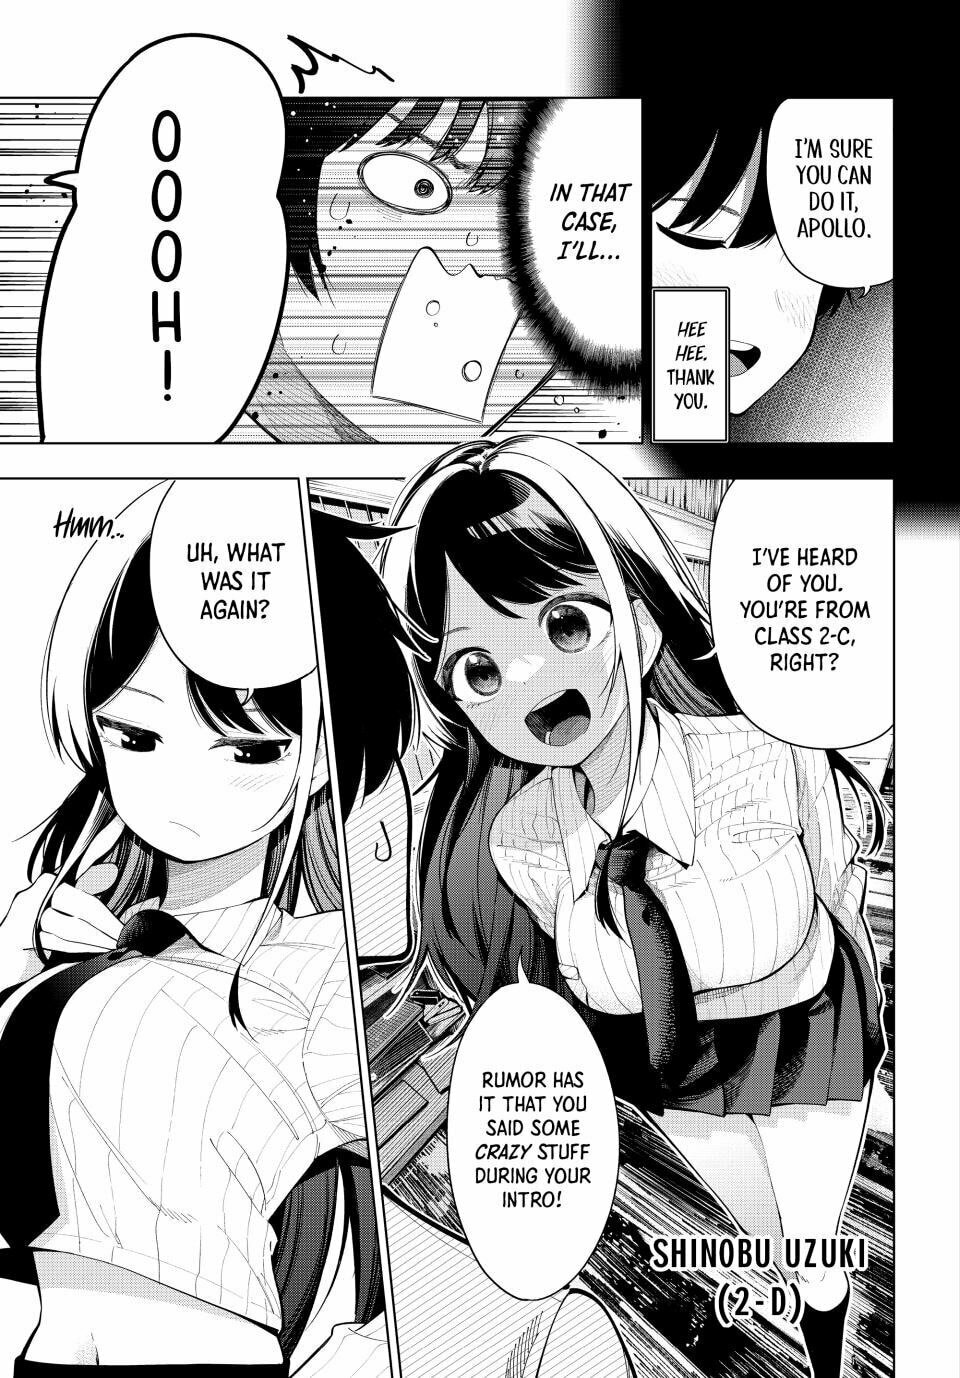 I'M SURE
YOU CAN
DO IT,
APOLLO.
HEE
HEE.
THANK
YOU.
IN THAT
CASE,
I'LL...
OOOH!
I'VE HEARD
OF YOU.
YOU'RE FROM
CLASS 2-C,
RIGHT?
RUMOR HAS
IT THAT YOU
SAID SOME
CRAZY STUFF
DURING YOUR
INTRO!
SHINOBU UZUKI
(2-D)
UH, WHAT
WAS IT
AGAIN?
HMM...